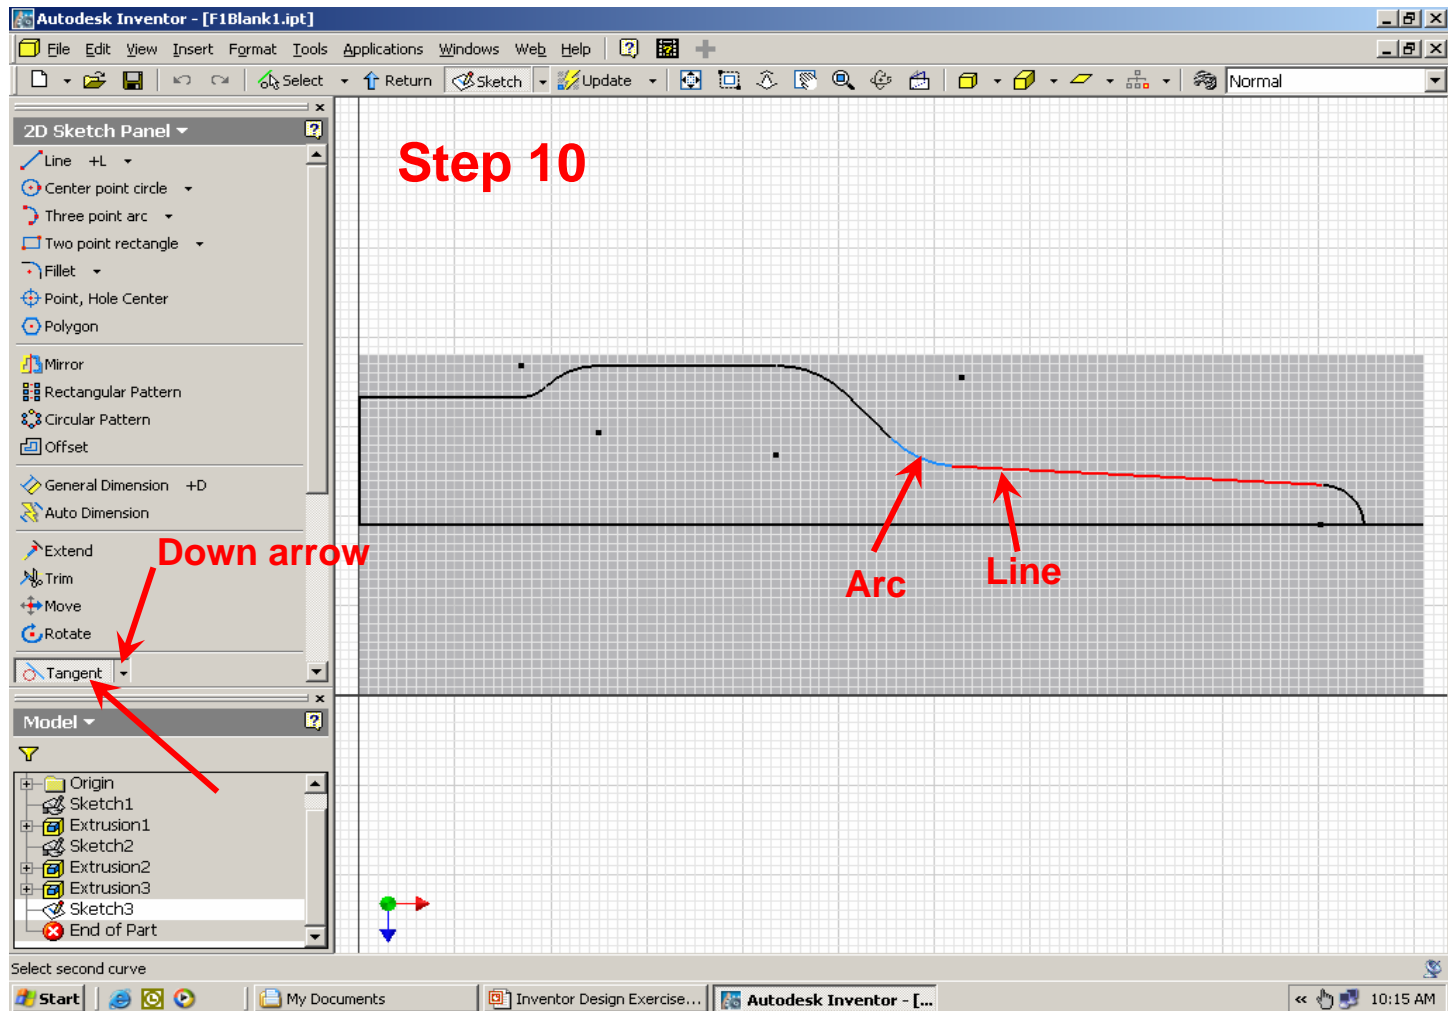 Autodesk Inventor - [F1Blank1.ipt]
File Edit View Insert Format Tools Applications Windows Web Help
Select Return Sketch Update Normal
2D Sketch Panel
Line +L
Center point circle
Three point arc
Two point rectangle
Fillet
Point, Hole Center
Polygon
Mirror
Rectangular Pattern
Circular Pattern
Offset
General Dimension +D
Auto Dimension
Extend
Trim
Move
Rotate
Tangent
Step 10
Down arrow
Arc
Line
Model
Origin
Sketch1
Extrusion1
Sketch2
Extrusion2
Extrusion3
Sketch3
End of Part
Select second curve
Start My Documents Inventor Design Exercise... Autodesk Inventor - [... « 10:15 AM